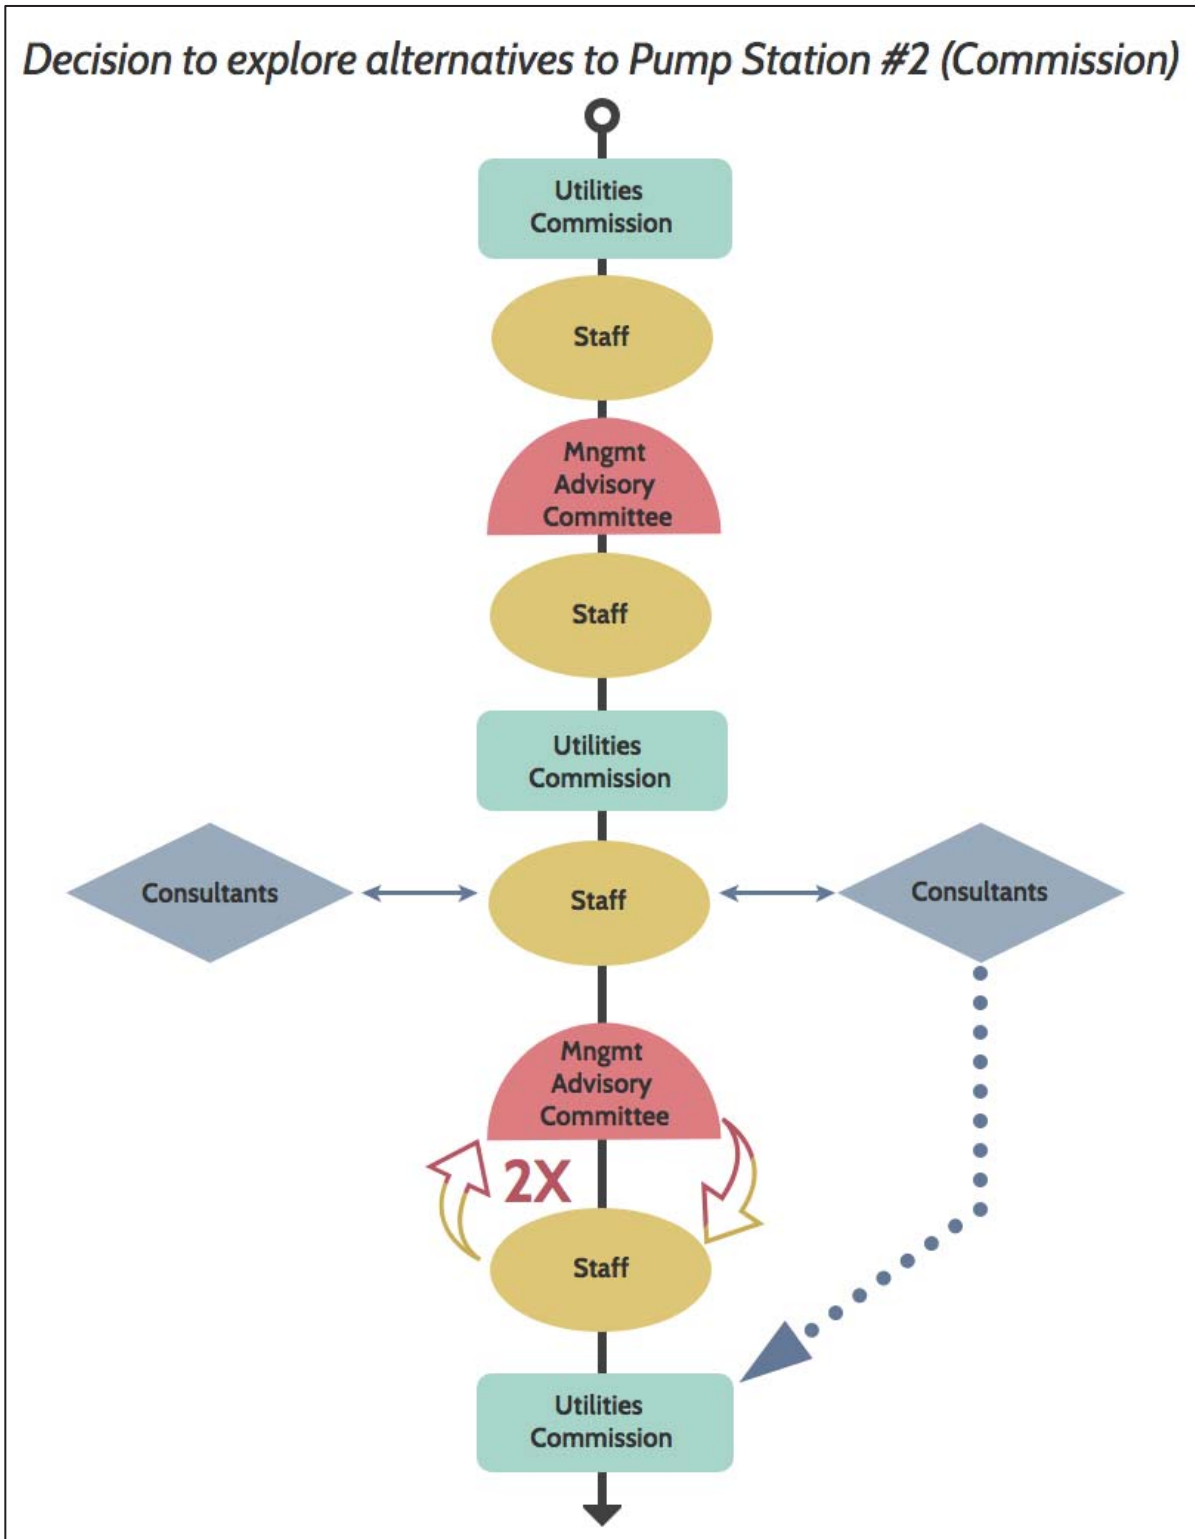 Decision to explore alternatives to Pump Station #2 (Commission)
Utilities
Commission
Staff
Mngmt
Advisory
Committee
Staff
Utilities
Commission
Consultants
Staff
Consultants
Mngmt
Advisory
Committee
2X
Staff
Utilities
Commission